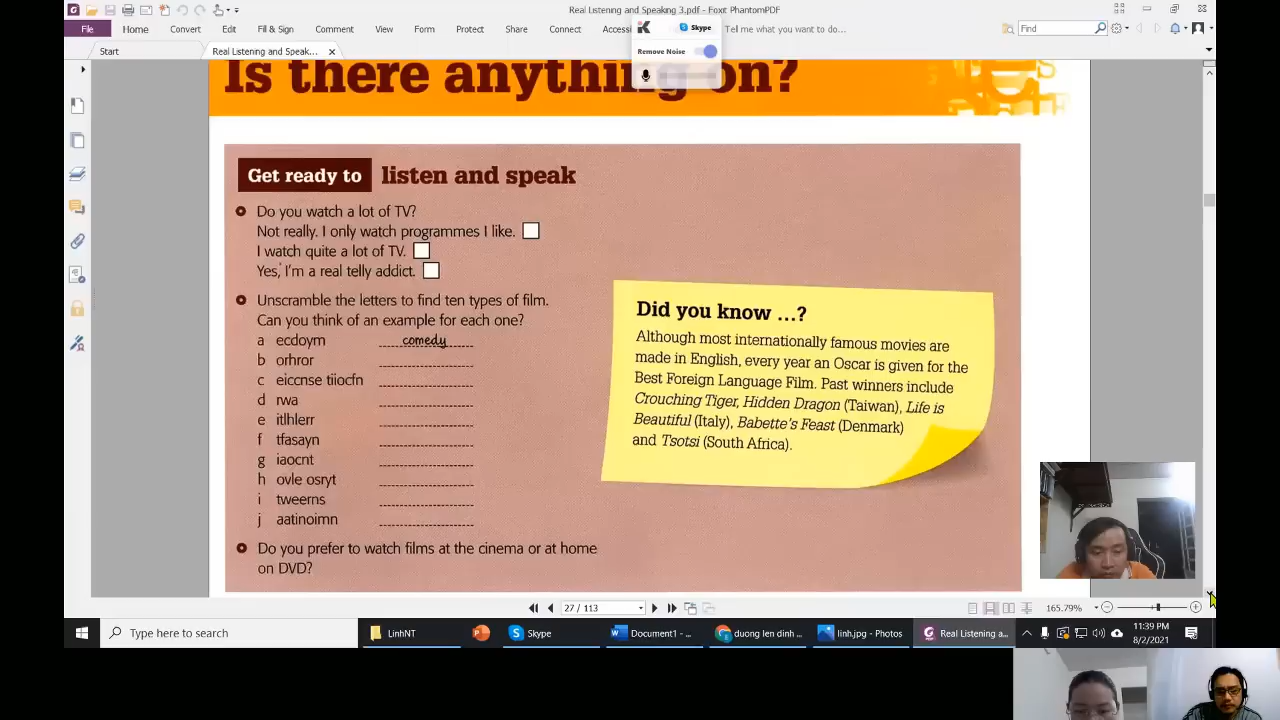 Real Listening and Speaking 3.pdf - Foxit PhantomPDF
File Home Convert Edit Fill & Sign Comment View Form Protect Share Connect Tell me what you want to do... Find
Skype
Remove Noise
Start Real Listening and Speak...
Is there anything on?
Get ready to listen and speak
Do you watch a lot of TV?
Not really. I only watch programmes I like.
I watch quite a lot of TV.
Yes, I'm a real telly addict.
Unscramble the letters to find ten types of film.
Can you think of an example for each one?
a ecdoym comedy
b orhror
c eiccnse tiiocfn
d rwa
e itlhlerr
f tfasayn
g iaocnt
h ovle osryt
i tweerns
j aatinoimn
Do you prefer to watch films at the cinema or at home
on DVD?
Did you know ...?
Although most internationally famous movies are
made in English, every year an Oscar is given for the
Best Foreign Language Film. Past winners include
Crouching Tiger, Hidden Dragon (Taiwan), Life is
Beautiful (Italy), Babette's Feast (Denmark)
and Tsotsi (South Africa).
27 / 113
165.79%
Type here to search
LinhNT
Skype
Document1 - ...
duong len dinh ...
linh.jpg - Photos
Real Listening a...
11:39 PM
8/2/2021